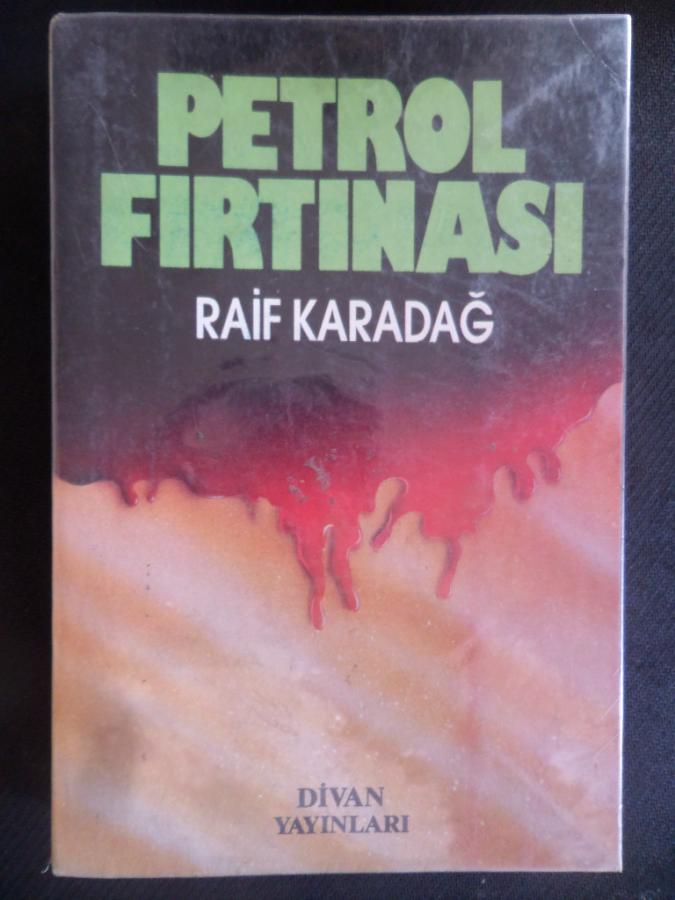 PETROL
FIRTINASI
RAİF KARADAĞ
DİVAN
YAYINLARI